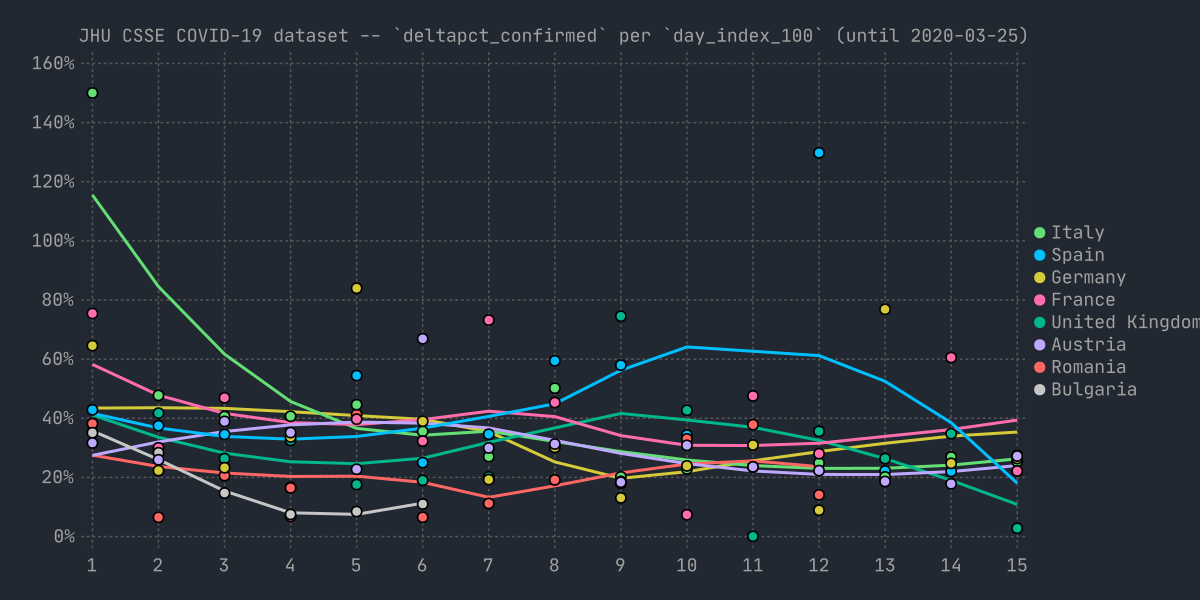 JHU CSSE COVID-19 dataset -- `deltapct_confirmed` per `day_index_100` (until 2020-03-25)
160%
140%
120%
100%
80%
60%
40%
20%
0%
1 2 3 4 5 6 7 8 9 10 11 12 13 14 15
Italy
Spain
Germany
France
United Kingdom
Austria
Romania
Bulgaria